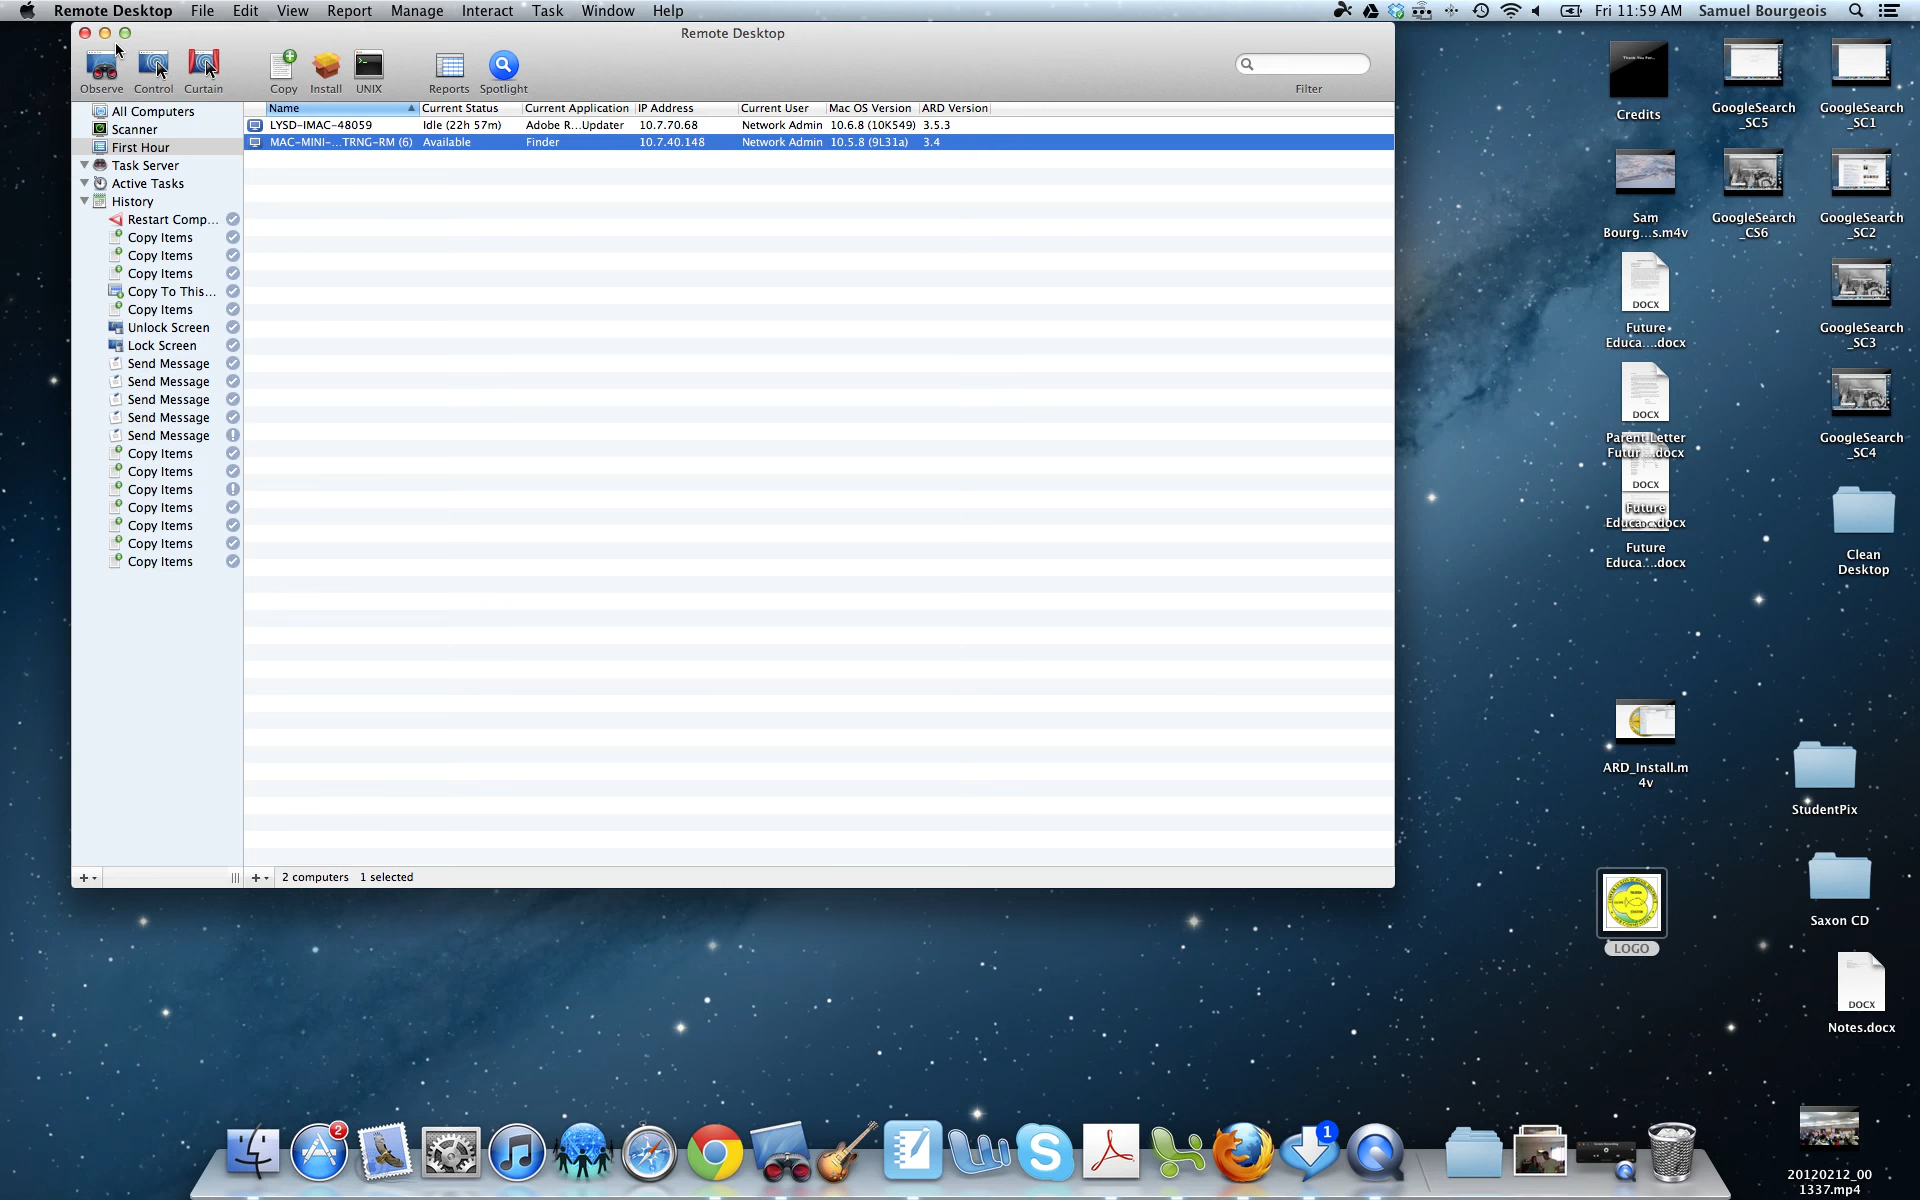 Remote Desktop File Edit View Report Manage Interact Task Window Help Fri 11:59 AM Samuel Bourgeois
Remote Desktop
Observe Control Curtain Copy Install UNIX Reports Spotlight Filter
Name Current Status Current Application IP Address Current User Mac OS Version ARD Version
LYSD-IMAC-48059 Idle (22h 57m) Adobe R...Updater 10.7.70.68 Network Admin 10.6.8 (10K549) 3.5.3
MAC-MINI-...TRNG-RM (6) Available Finder 10.7.40.148 Network Admin 10.5.8 (9L31a) 3.4
All Computers
Scanner
First Hour
Task Server
Active Tasks
History
Restart Comp...
Copy Items
Copy Items
Copy Items
Copy To This...
Copy Items
Unlock Screen
Lock Screen
Send Message
Send Message
Send Message
Send Message
Send Message
Copy Items
Copy Items
Copy Items
Copy Items
Copy Items
Copy Items
Copy Items
2 computers 1 selected
Credits
GoogleSearch
_SC5
GoogleSearch
_SC1
Sam
Bourg...s.m4v
GoogleSearch
_CS6
GoogleSearch
_SC2
DOCX
Future
Educa....docx
GoogleSearch
_SC3
DOCX
Parent Letter
Futur....docx
GoogleSearch
_SC4
DOCX
Future
Educa....docx
Future
Educa....docx
Clean
Desktop
ARD_Install.m
4v
StudentPix
Saxon CD
LOGO
DOCX
Notes.docx
20120212_00
1337.mp4
2
1